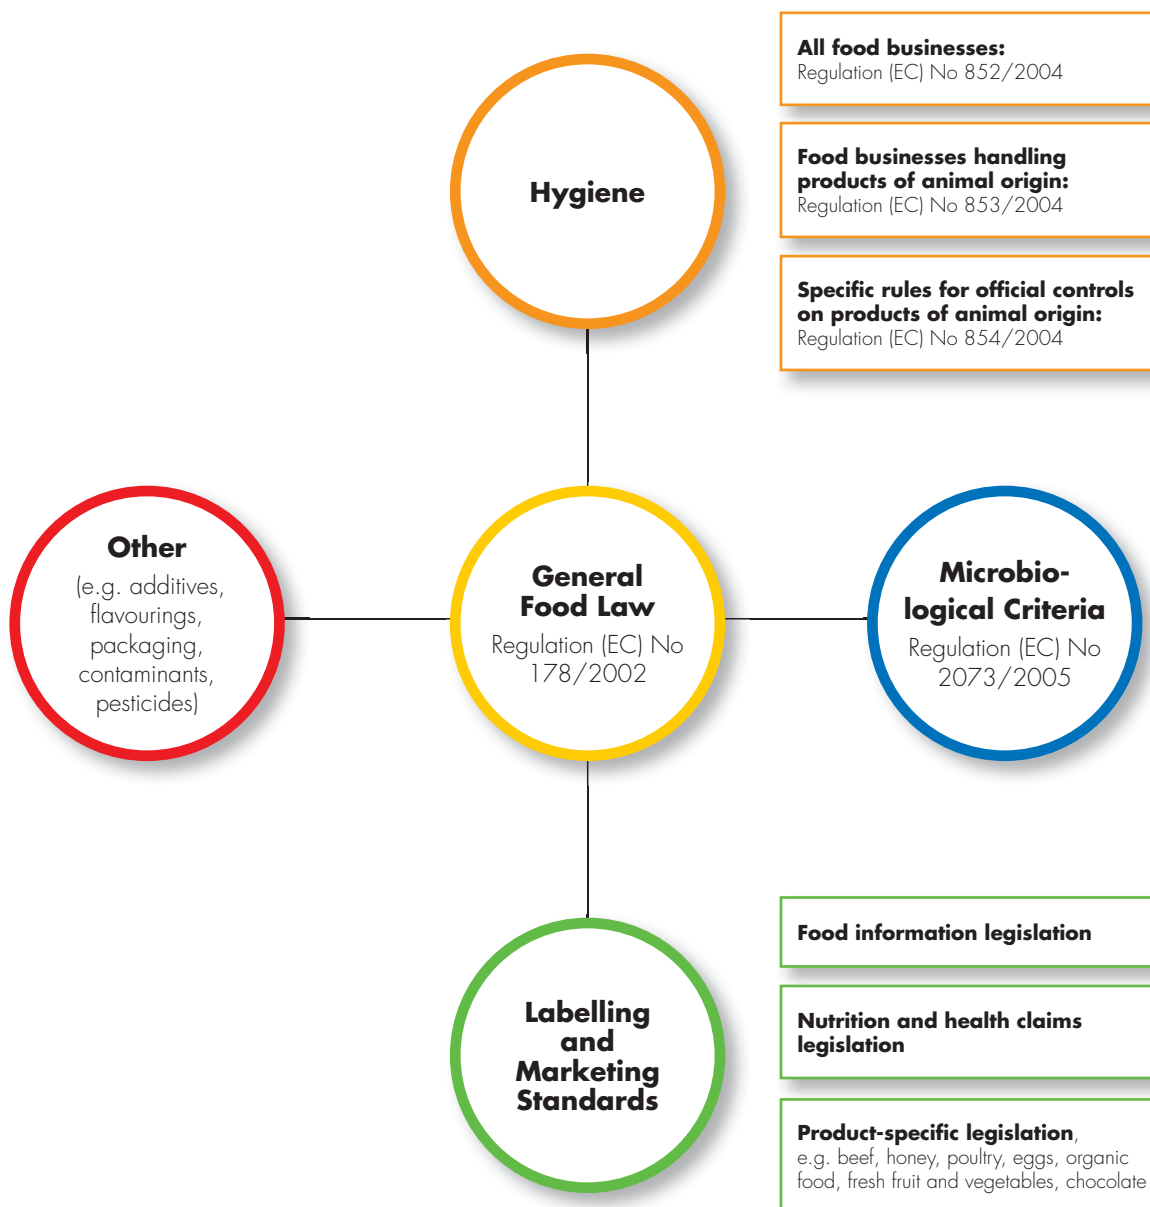 All food businesses:
Regulation (EC) No 852/2004
Hygiene
Food businesses handling
products of animal origin:
Regulation (EC) No 853/2004
Specific rules for official controls
on products of animal origin:
Regulation (EC) No 854/2004
Other
(e.g. additives,
flavourings,
packaging,
contaminants,
pesticides)
General
Food Law
Regulation (EC) No
178/2002
Microbio-
logical Criteria
Regulation (EC) No
2073/2005
Labelling
and
Marketing
Standards
Food information legislation
Nutrition and health claims
legislation
Product-specific legislation,
e.g. beef, honey, poultry, eggs, organic
food, fresh fruit and vegetables, chocolate